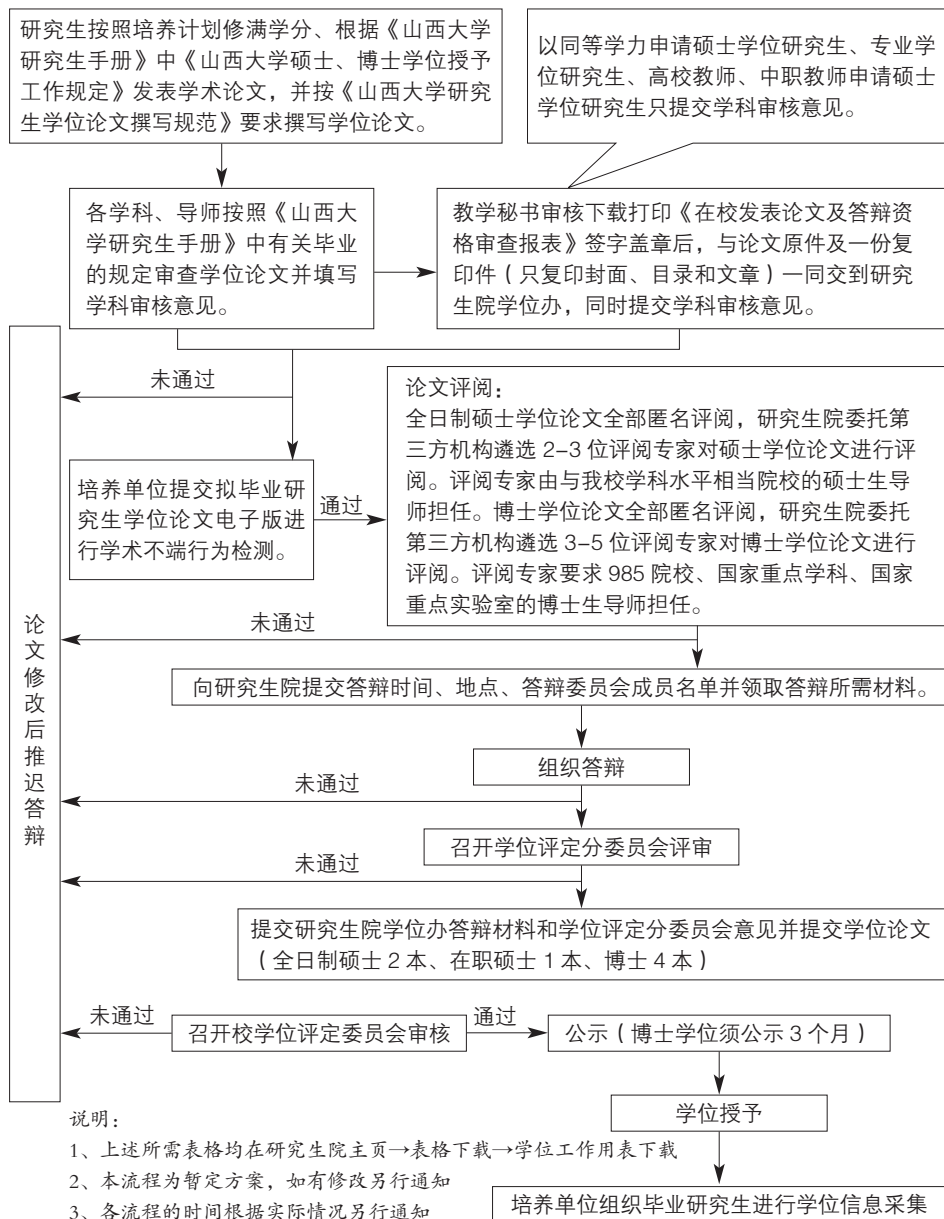 研究生按照培养计划修满学分、根据《山西大学
研究生手册》中《山西大学硕士、博士学位授予
工作规定》发表学术论文，并按《山西大学研究
生学位论文撰写规范》要求撰写学位论文。
以同等学力申请硕士学位研究生、专业学
位研究生、高校教师、中职教师申请硕士
学位研究生只提交学科审核意见。
各学科、导师按照《山西大
学研究生手册》中有关毕业
的规定审查学位论文并填写
学科审核意见。
教学秘书审核下载打印《在校发表论文及答辩资
格审查报表》签字盖章后，与论文原件及一份复
印件（只复印封面、目录和文章）一同交到研究
生院学位办，同时提交学科审核意见。
未通过
培养单位提交拟毕业研
究生学位论文电子版进
行学术不端行为检测。
通过
论文评阅：
全日制硕士学位论文全部匿名评阅，研究生院委托第
三方机构遴选 2–3 位评阅专家对硕士学位论文进行评
阅。评阅专家由与我校学科水平相当院校的硕士生导
师担任。博士学位论文全部匿名评阅，研究生院委托
第三方机构遴选 3–5 位评阅专家对博士学位论文进行
评阅。评阅专家要求 985 院校、国家重点学科、国家
重点实验室的博士生导师担任。
论文修改后推迟答辩
未通过
向研究生院提交答辩时间、地点、答辩委员会成员名单并领取答辩所需材料。
组织答辩
未通过
召开学位评定分委员会评审
未通过
提交研究生院学位办答辩材料和学位评定分委员会意见并提交学位论文
（全日制硕士 2 本、在职硕士 1 本、博士 4 本）
未通过
召开校学位评定委员会审核
通过
公示（博士学位须公示 3 个月）
学位授予
培养单位组织毕业研究生进行学位信息采集
说明：
1、上述所需表格均在研究生院主页→表格下载→学位工作用表下载
2、本流程为暂定方案，如有修改另行通知
3、各流程的时间根据实际情况另行通知